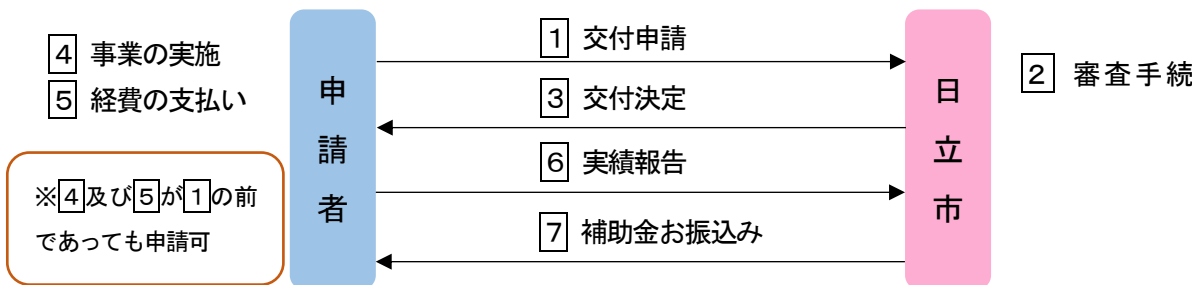 4 事業の実施
5 経費の支払い
※4及び5が1の前
であっても申請可
申請者
1 交付申請
3 交付決定
6 実績報告
7 補助金お振込み
日立市
2 審査手続